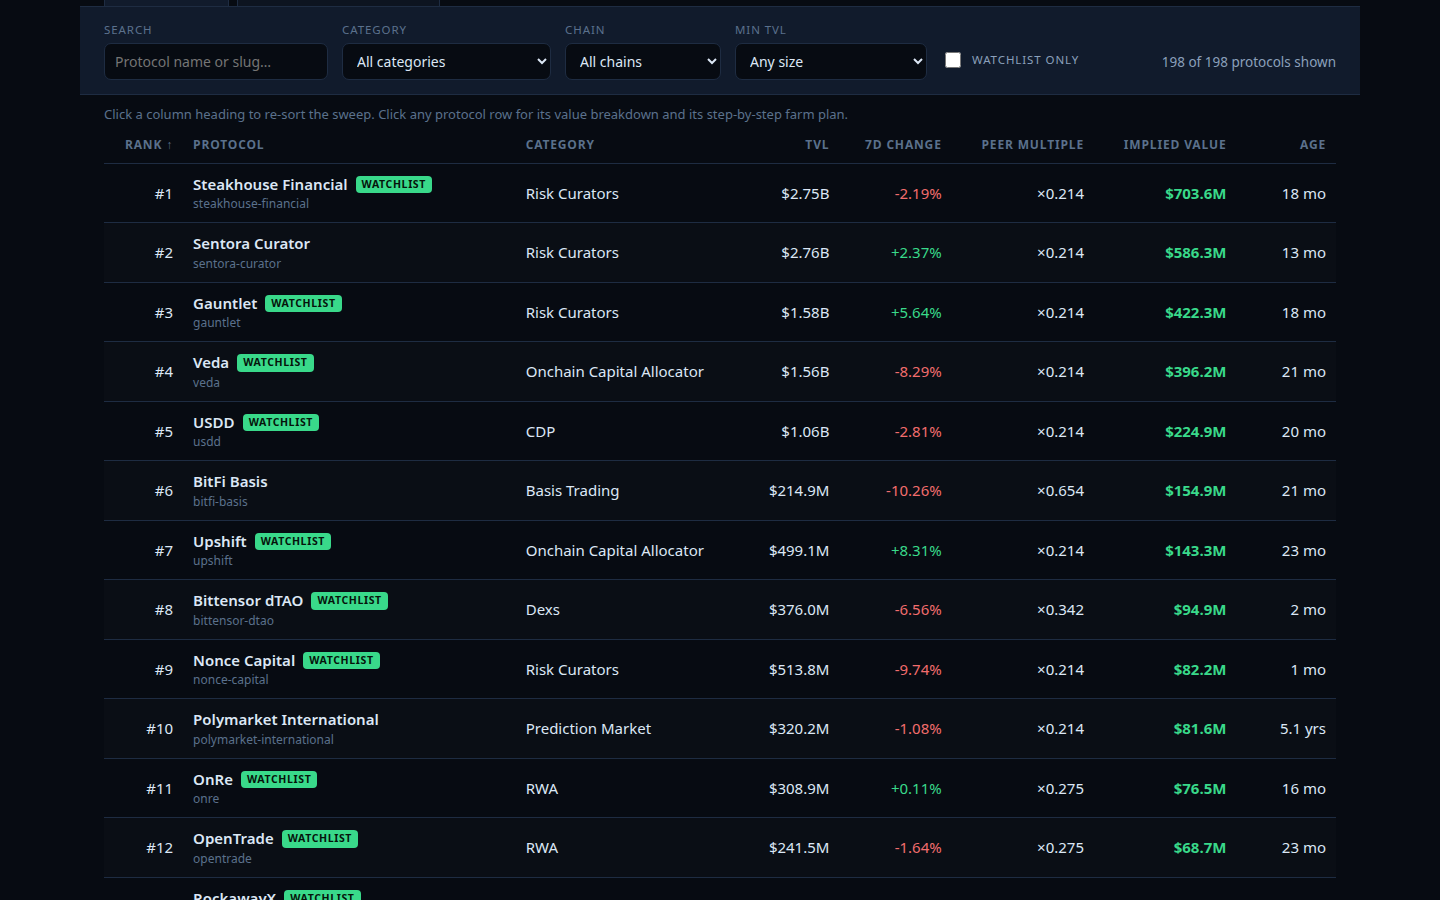 SEARCH CATEGORY CHAIN MIN TVL
Protocol name or slug... All categories All chains Any size WATCHLIST ONLY 198 of 198 protocols shown
Click a column heading to re-sort the sweep. Click any protocol row for its value breakdown and its step-by-step farm plan.
RANK ↑ PROTOCOL CATEGORY TVL 7D CHANGE PEER MULTIPLE IMPLIED VALUE AGE
#1 Steakhouse Financial WATCHLIST Risk Curators $2.75B -2.19% ×0.214 $703.6M 18 mo
steakhouse-financial
#2 Sentora Curator Risk Curators $2.76B +2.37% ×0.214 $586.3M 13 mo
sentora-curator
#3 Gauntlet WATCHLIST Risk Curators $1.58B +5.64% ×0.214 $422.3M 18 mo
gauntlet
#4 Veda WATCHLIST Onchain Capital Allocator $1.56B -8.29% ×0.214 $396.2M 21 mo
veda
#5 USDD WATCHLIST CDP $1.06B -2.81% ×0.214 $224.9M 20 mo
usdd
#6 BitFi Basis Basis Trading $214.9M -10.26% ×0.654 $154.9M 21 mo
bitfi-basis
#7 Upshift WATCHLIST Onchain Capital Allocator $499.1M +8.31% ×0.214 $143.3M 23 mo
upshift
#8 Bittensor dTAO WATCHLIST Dexs $376.0M -6.56% ×0.342 $94.9M 2 mo
bittensor-dtao
#9 Nonce Capital WATCHLIST Risk Curators $513.8M -9.74% ×0.214 $82.2M 1 mo
nonce-capital
#10 Polymarket International Prediction Market $320.2M -1.08% ×0.214 $81.6M 5.1 yrs
polymarket-international
#11 OnRe WATCHLIST RWA $308.9M +0.11% ×0.275 $76.5M 16 mo
onre
#12 OpenTrade WATCHLIST RWA $241.5M -1.64% ×0.275 $68.7M 23 mo
opentrade
RockawayX WATCHLIST